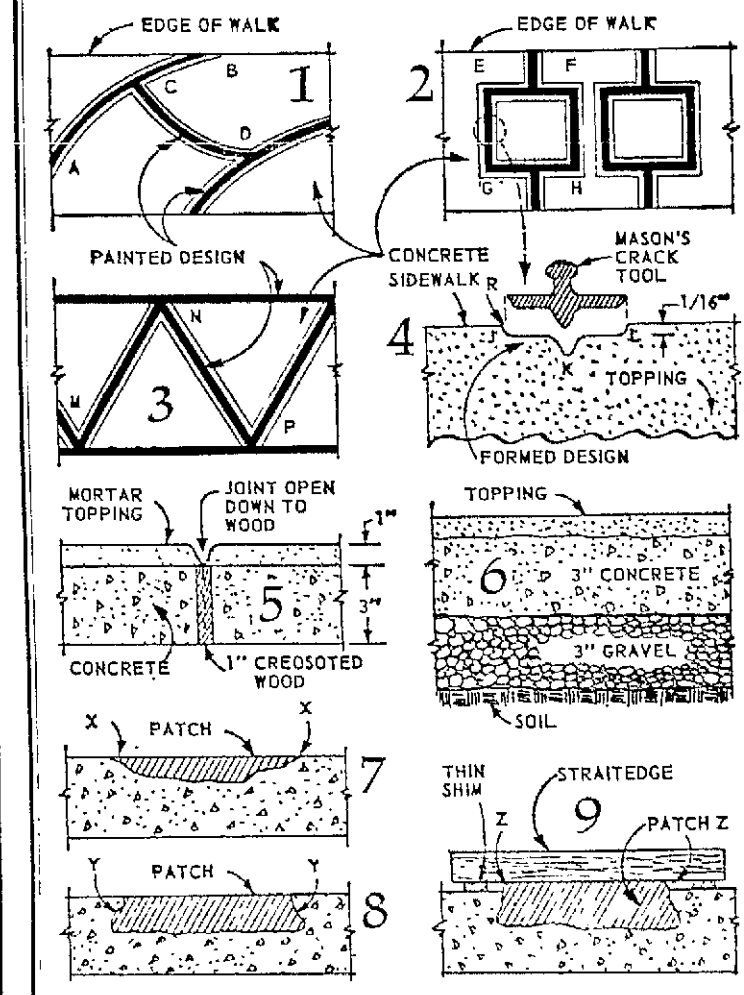 EDGE OF WALK
EDGE OF WALK
C
B
1
D
A
2
E
F
G
H
PAINTED DESIGN
CONCRETE
SIDEWALK
MASON'S
CRACK
TOOL
R
1/16"
N
M
3
P
4
K
TOPPING
FORMED DESIGN
MORTAR
TOPPING
JOINT OPEN
DOWN TO
WOOD
1"
5
3"
CONCRETE
1" CREOSOTED
WOOD
TOPPING
6
3" CONCRETE
3" GRAVEL
SOIL
X
PATCH
X
7
Y
PATCH
Y
8
THIN
SHIM
STRAITEDGE
9
Z
PATCH Z